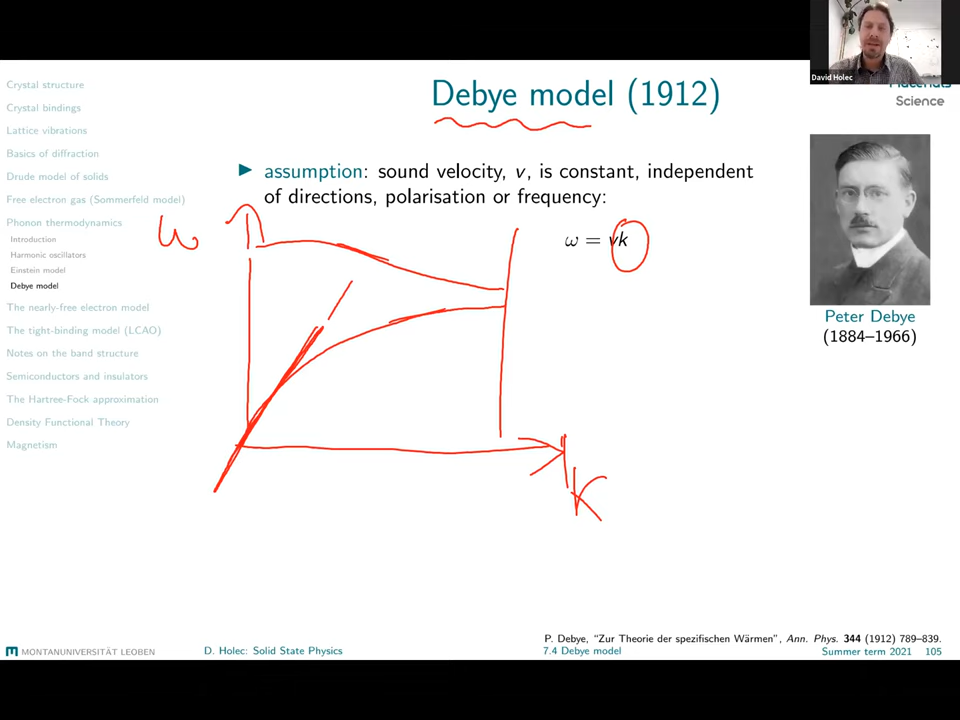 David Holec
Materials
Science
Crystal structure
Crystal bindings
Lattice vibrations
Basics of diffraction
Drude model of solids
Free electron gas (Sommerfeld model)
Phonon thermodynamics
Introduction
Harmonic oscillators
Einstein model
Debye model
The nearly-free electron model
The tight-binding model (LCAO)
Notes on the band structure
Semiconductors and insulators
The Hartree-Fock approximation
Density Functional Theory
Magnetism
Debye model (1912)
assumption: sound velocity, v, is constant, independent
of directions, polarisation or frequency:
ω = vk
ω
K
Peter Debye
(1884–1966)
P. Debye, “Zur Theorie der spezifischen Wärmen”, Ann. Phys. 344 (1912) 789–839.
MONTANUNIVERSITÄT LEOBEN
D. Holec: Solid State Physics
7.4 Debye model
Summer term 2021 105